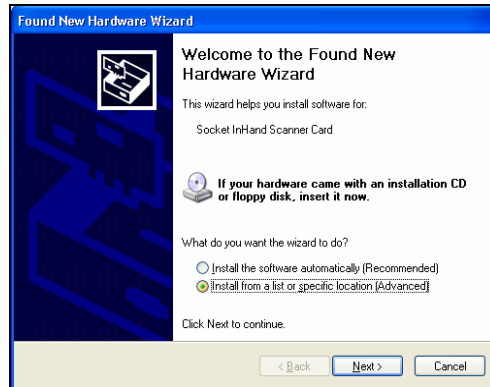 Found New Hardware Wizard
Welcome to the Found New
Hardware Wizard
This wizard helps you install software for:
Socket InHand Scanner Card
If your hardware came with an installation CD
or floppy disk, insert it now.
What do you want the wizard to do?
Install the software automatically (Recommended)
Install from a list or specific location (Advanced)
Click Next to continue.
< Back Next > Cancel